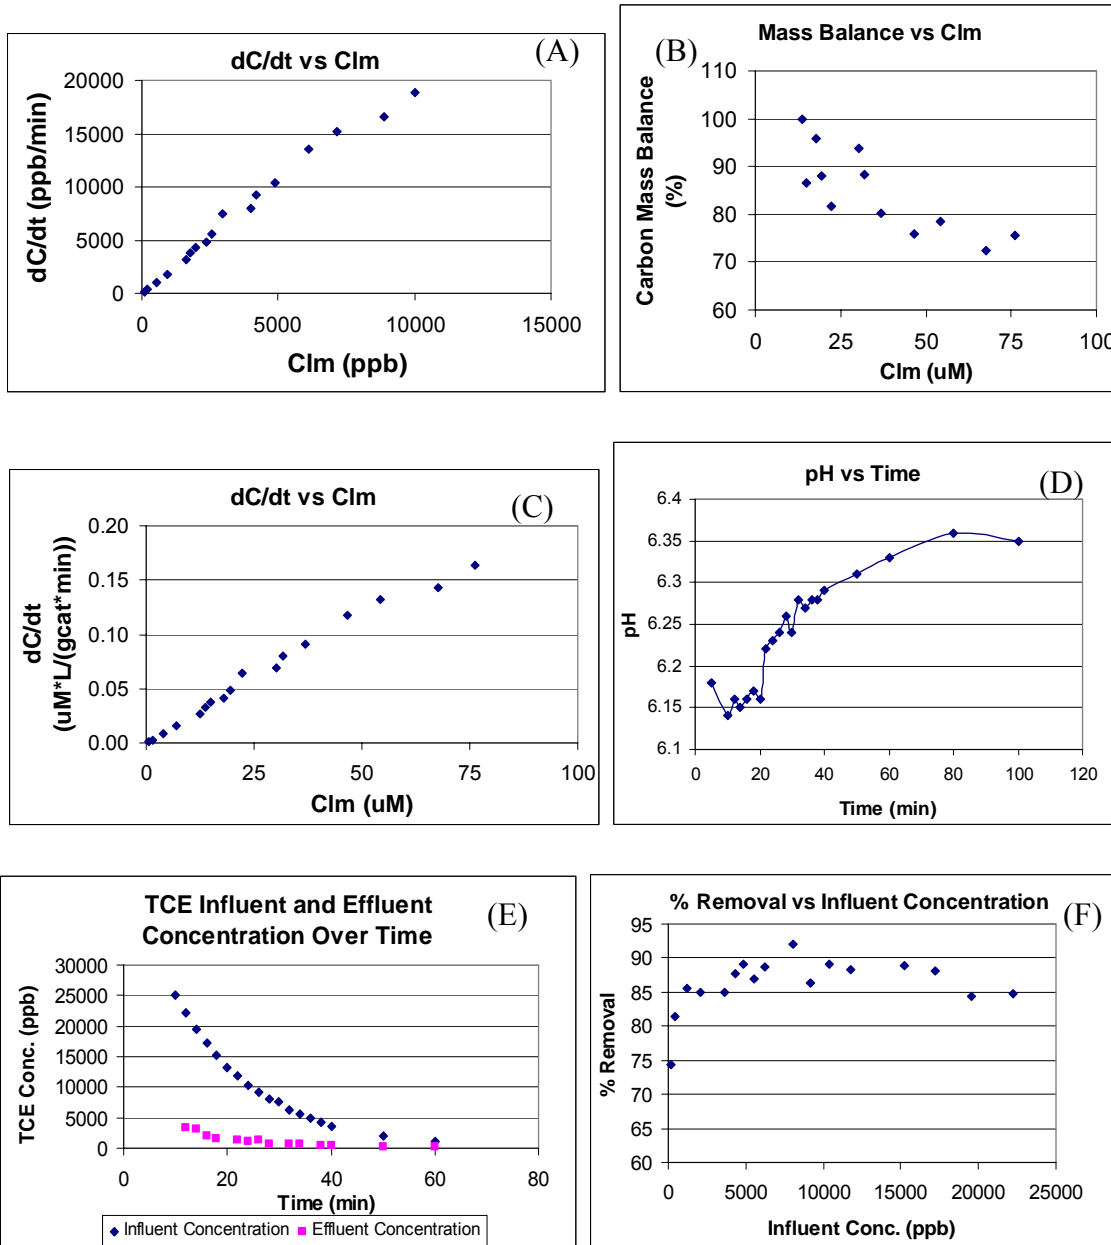 dC/dt vs Clm
(A)
dC/dt (ppb/min)
20000
15000
10000
5000
0
0 5000 10000 15000
Clm (ppb)
Mass Balance vs Clm
(B)
Carbon Mass Balance
(%)
110
100
90
80
70
60
0 25 50 75 100
Clm (uM)
dC/dt vs Clm
(C)
dC/dt
(uM*L/(gcat*min))
0.20
0.15
0.10
0.05
0.00
0 25 50 75 100
Clm (uM)
pH vs Time
(D)
pH
6.4
6.35
6.3
6.25
6.2
6.15
6.1
0 20 40 60 80 100 120
Time (min)
TCE Influent and Effluent
Concentration Over Time
(E)
TCE Conc. (ppb)
30000
25000
20000
15000
10000
5000
0
0 20 40 60 80
Time (min)
Influent Concentration Effluent Concentration
% Removal vs Influent Concentration
(F)
% Removal
95
90
85
80
75
70
65
60
0 5000 10000 15000 20000 25000
Influent Conc. (ppb)